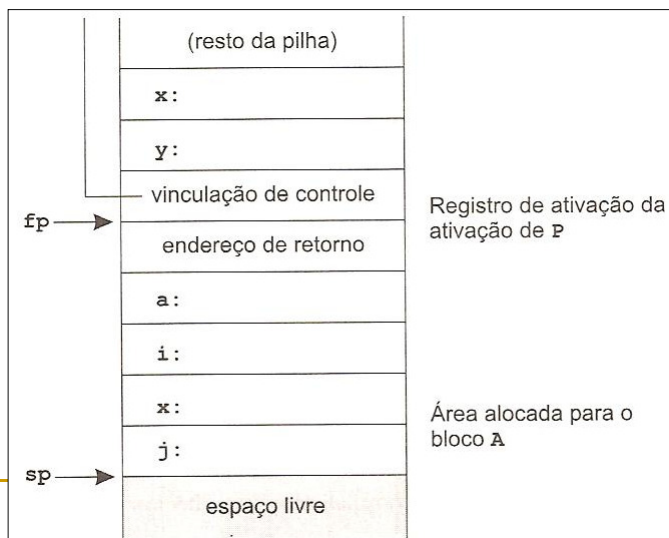 (resto da pilha)
x:
y:
vinculação de controle
fp
endereço de retorno
Registro de ativação da
ativação de P
a:
i:
x:
j:
Área alocada para o
bloco A
sp
espaço livre